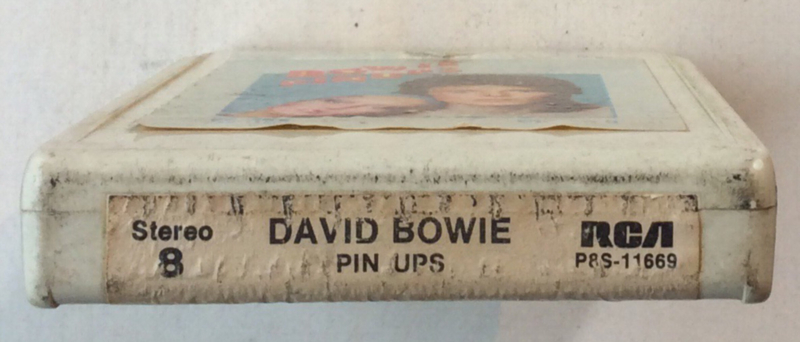 Stereo
8
DAVID BOWIE
PIN UPS
RCA
P8S-11669